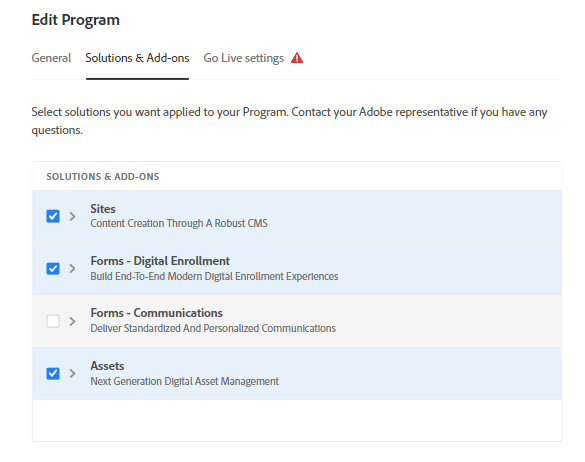 Edit Program
General Solutions & Add-ons Go Live settings
Select solutions you want applied to your Program. Contact your Adobe representative if you have any
questions.
SOLUTIONS & ADD-ONS
Sites
Content Creation Through A Robust CMS
Forms - Digital Enrollment
Build End-To-End Modern Digital Enrollment Experiences
Forms - Communications
Deliver Standardized And Personalized Communications
Assets
Next Generation Digital Asset Management